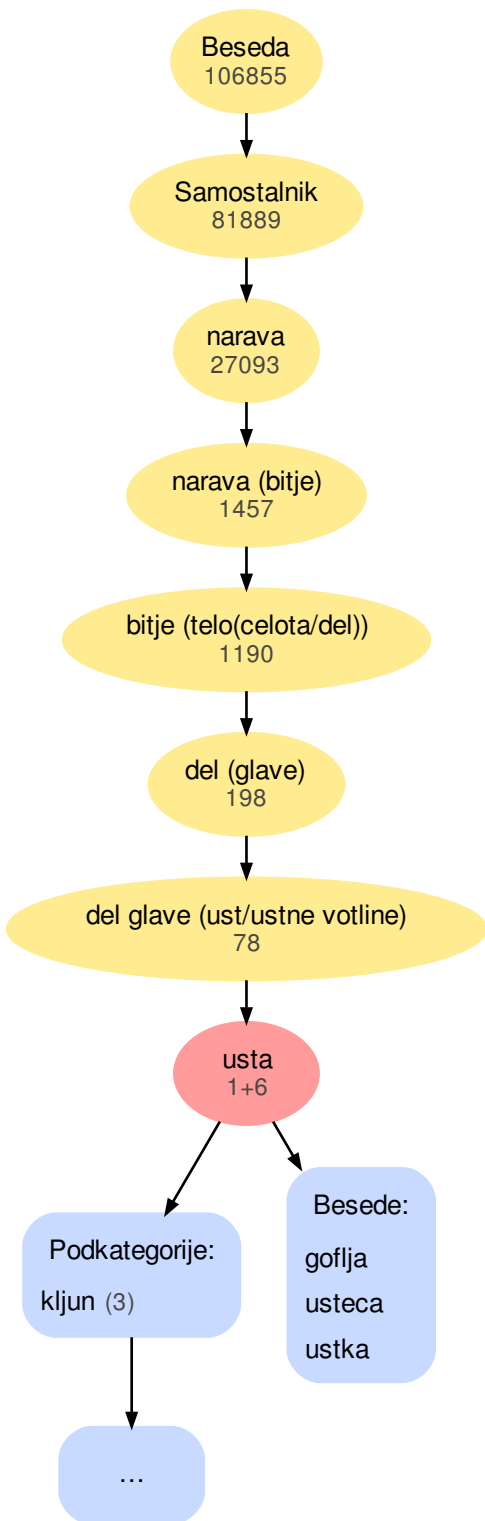 Beseda
106855
Samostalnik
81889
narava
27093
narava (bitje)
1457
bitje (telo(celota/del))
1190
del (glave)
198
del glave (ust/ustne votline)
78
usta
1+6
Podkategorije:
kljun (3)
...
Besede:
goflja
usteca
ustka